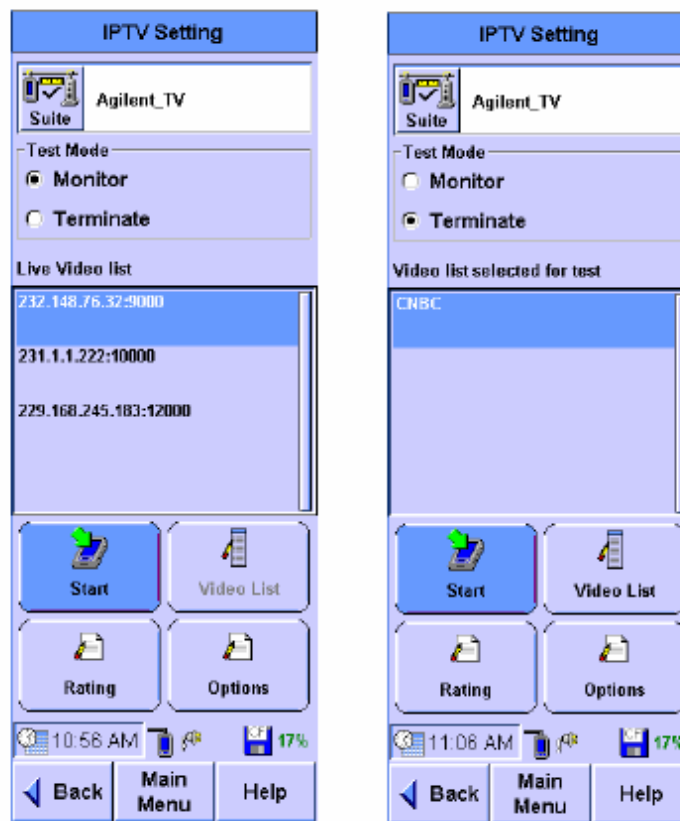 IPTV Setting
Suite
Agilent_TV
Test Mode
Monitor
Terminate
Live Video list
232.148.76.32:9000
231.1.1.222:10000
229.168.245.183:12000
Start
Video List
Rating
Options
10:56 AM
CF
17%
Back
Main
Menu
Help
IPTV Setting
Suite
Agilent_TV
Test Mode
Monitor
Terminate
Video list selected for test
CNBC
Start
Video List
Rating
Options
11:06 AM
CF
17%
Back
Main
Menu
Help